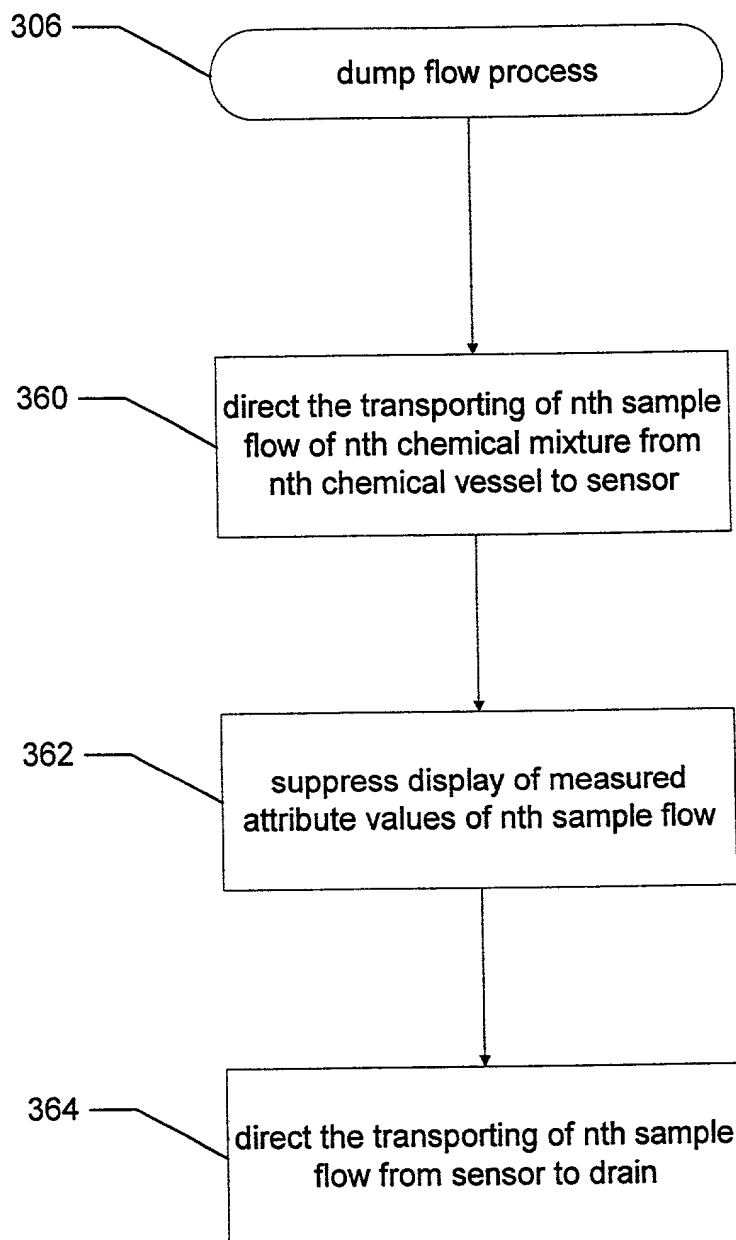 306
dump flow process
360
direct the transporting of nth sample
flow of nth chemical mixture from
nth chemical vessel to sensor
362
suppress display of measured
attribute values of nth sample flow
364
direct the transporting of nth sample
flow from sensor to drain